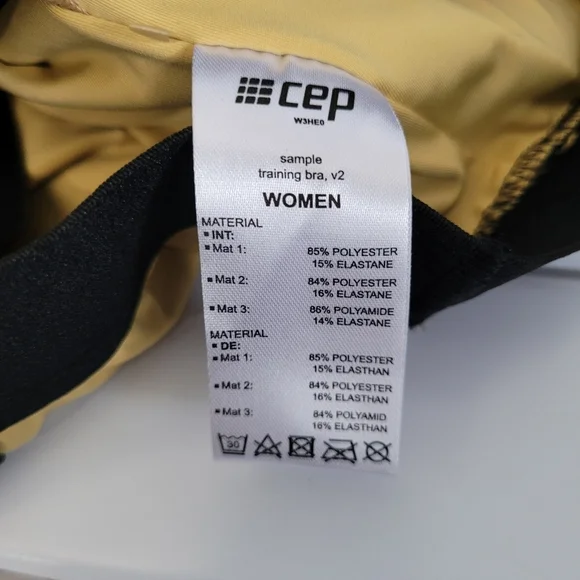 cep
W3HE0
sample
training bra, v2
WOMEN
MATERIAL
▪ INT:
▪ Mat 1: 85% POLYESTER
15% ELASTANE
▪ Mat 2: 84% POLYESTER
16% ELASTANE
▪ Mat 3: 86% POLYAMIDE
14% ELASTANE
MATERIAL
▪ DE:
▪ Mat 1: 85% POLYESTER
15% ELASTHAN
▪ Mat 2: 84% POLYESTER
16% ELASTHAN
▪ Mat 3: 84% POLYAMID
16% ELASTHAN
30